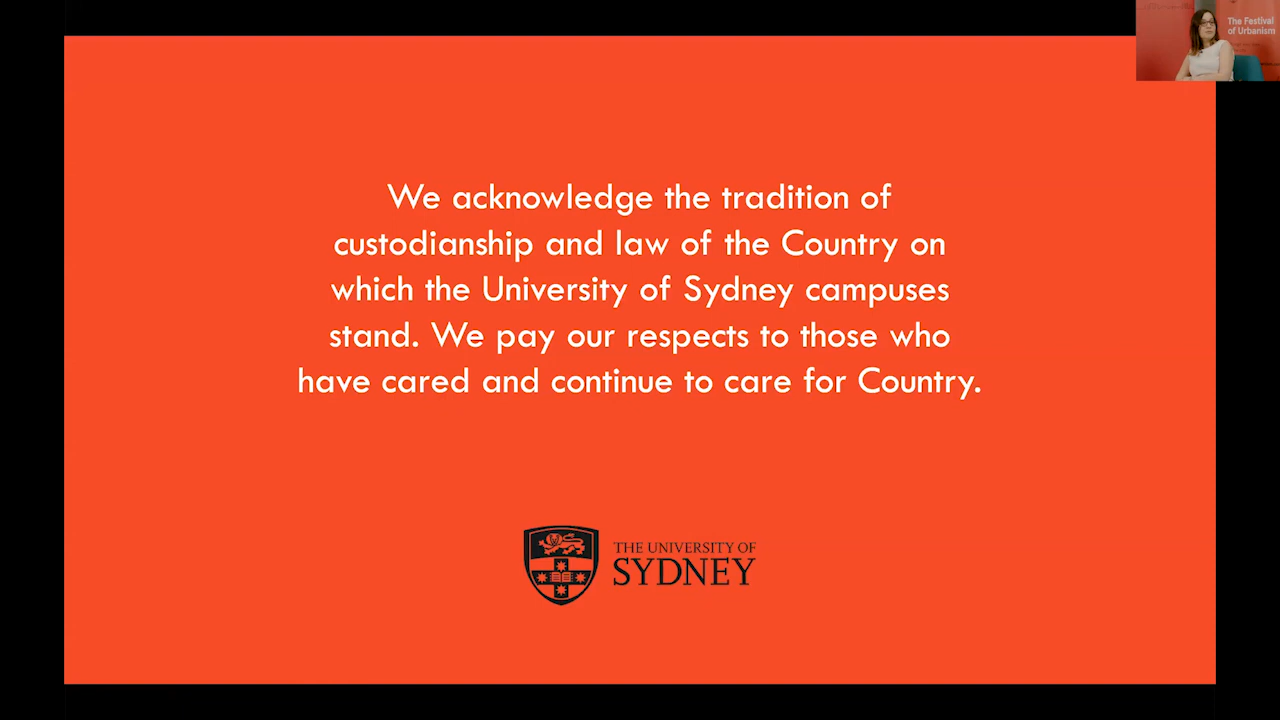 The Festival
of Urbanism
We acknowledge the tradition of
custodianship and law of the Country on
which the University of Sydney campuses
stand. We pay our respects to those who
have cared and continue to care for Country.
THE UNIVERSITY OF
SYDNEY